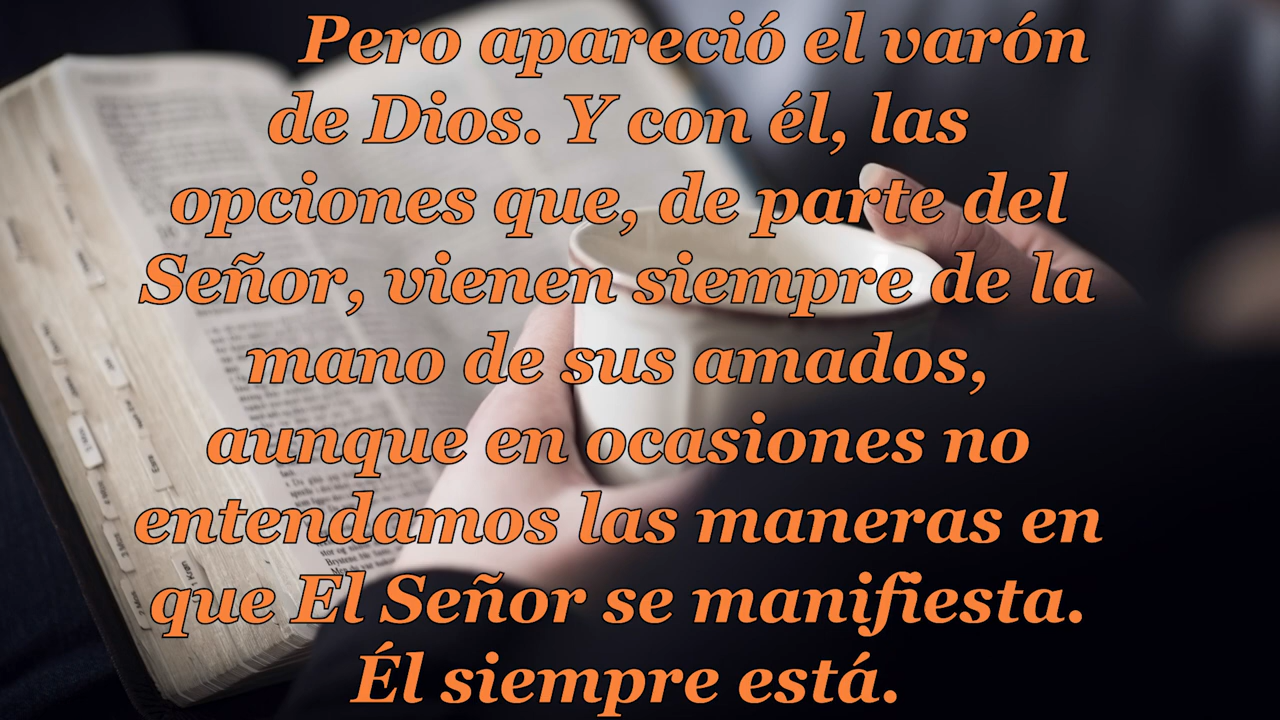 Pero apareció el varón
de Dios. Y con él, las
opciones que, de parte del
Señor, vienen siempre de la
mano de sus amados,
aunque en ocasiones no
entendamos las maneras en
que El Señor se manifiesta.
Él siempre está.